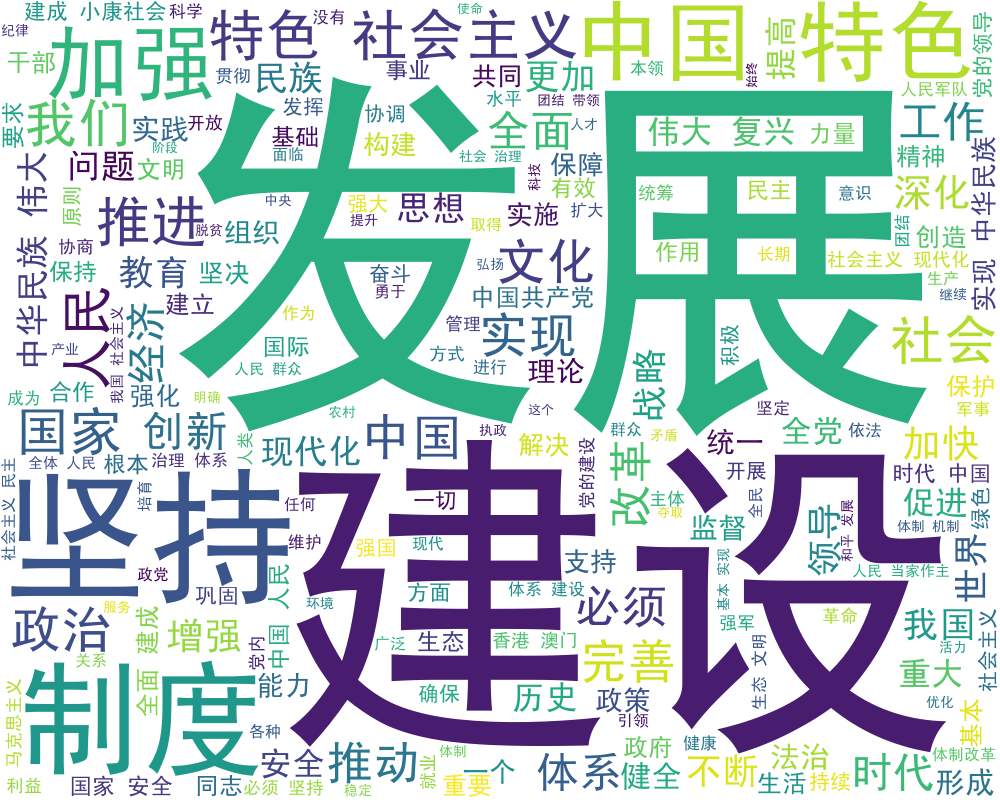 建成 小康社会
科学
使命
没有
纪律
特色 社会主义
中国 特色
提高
党的领导
加强
干部
贯彻
民族
事业
共同
更加
本领
始终
人民军队
要求
我们
实践
开放
发挥
协调
水平
团结 带领
全面
人才
伟大 复兴
力量
工作
阶段
基础
面临
构建
社会 治理
保障
精神
问题
文明
科技
有效
统筹
民主
意识
深化
中华民族
中华民族 伟大
原则
推进
脱贫
中央
强大
提升
思想
取得
实施
扩大
团结
创造
协商
组织
作用
长期
社会主义 现代化
实现
保持
教育
坚决
奋斗
弘扬
文化
生产
发展
人民
建立
勇于
中国共产党
继续
我国 社会主义
经济
作为
管理
实现
积极
社会
产业
国际
方式
人民 群众
进行
理论
战略
成为
合作
强化
明确
保护
农村
这个
坚定
军事
国家
创新
中国
执政
群众
全党
依法
加快
人类
现代化
解决
矛盾
统一
社会主义 民主
全体 人民
根本
治理 体系
党的建设
改革
开展
时代 中国
坚持
培育
任何
一切
主体
全民
促进
绿色
建设
夺取
监督
体制 机制
领导
和平 发展
维护
强国
现代
世界
政党
巩固
人民
支持
基本 实现
人民 当家作主
政治
服务
环境
方面
体系 建设
必须
强军
革命
我国
建成
增强
中国
党内
广泛
生态
香港 澳门
完善
生态 文明
活力
社会主义
关系
制度
全面
能力
确保
历史
政策
重大
马克思主义
各种
引领
优化
基本
安全
推动
体制
政府
健康
法治
体制改革
利益
国家 安全
同志
必须 坚持
稳定
就业
重要
一个
体系
健全
不断
生活
持续
时代
形成